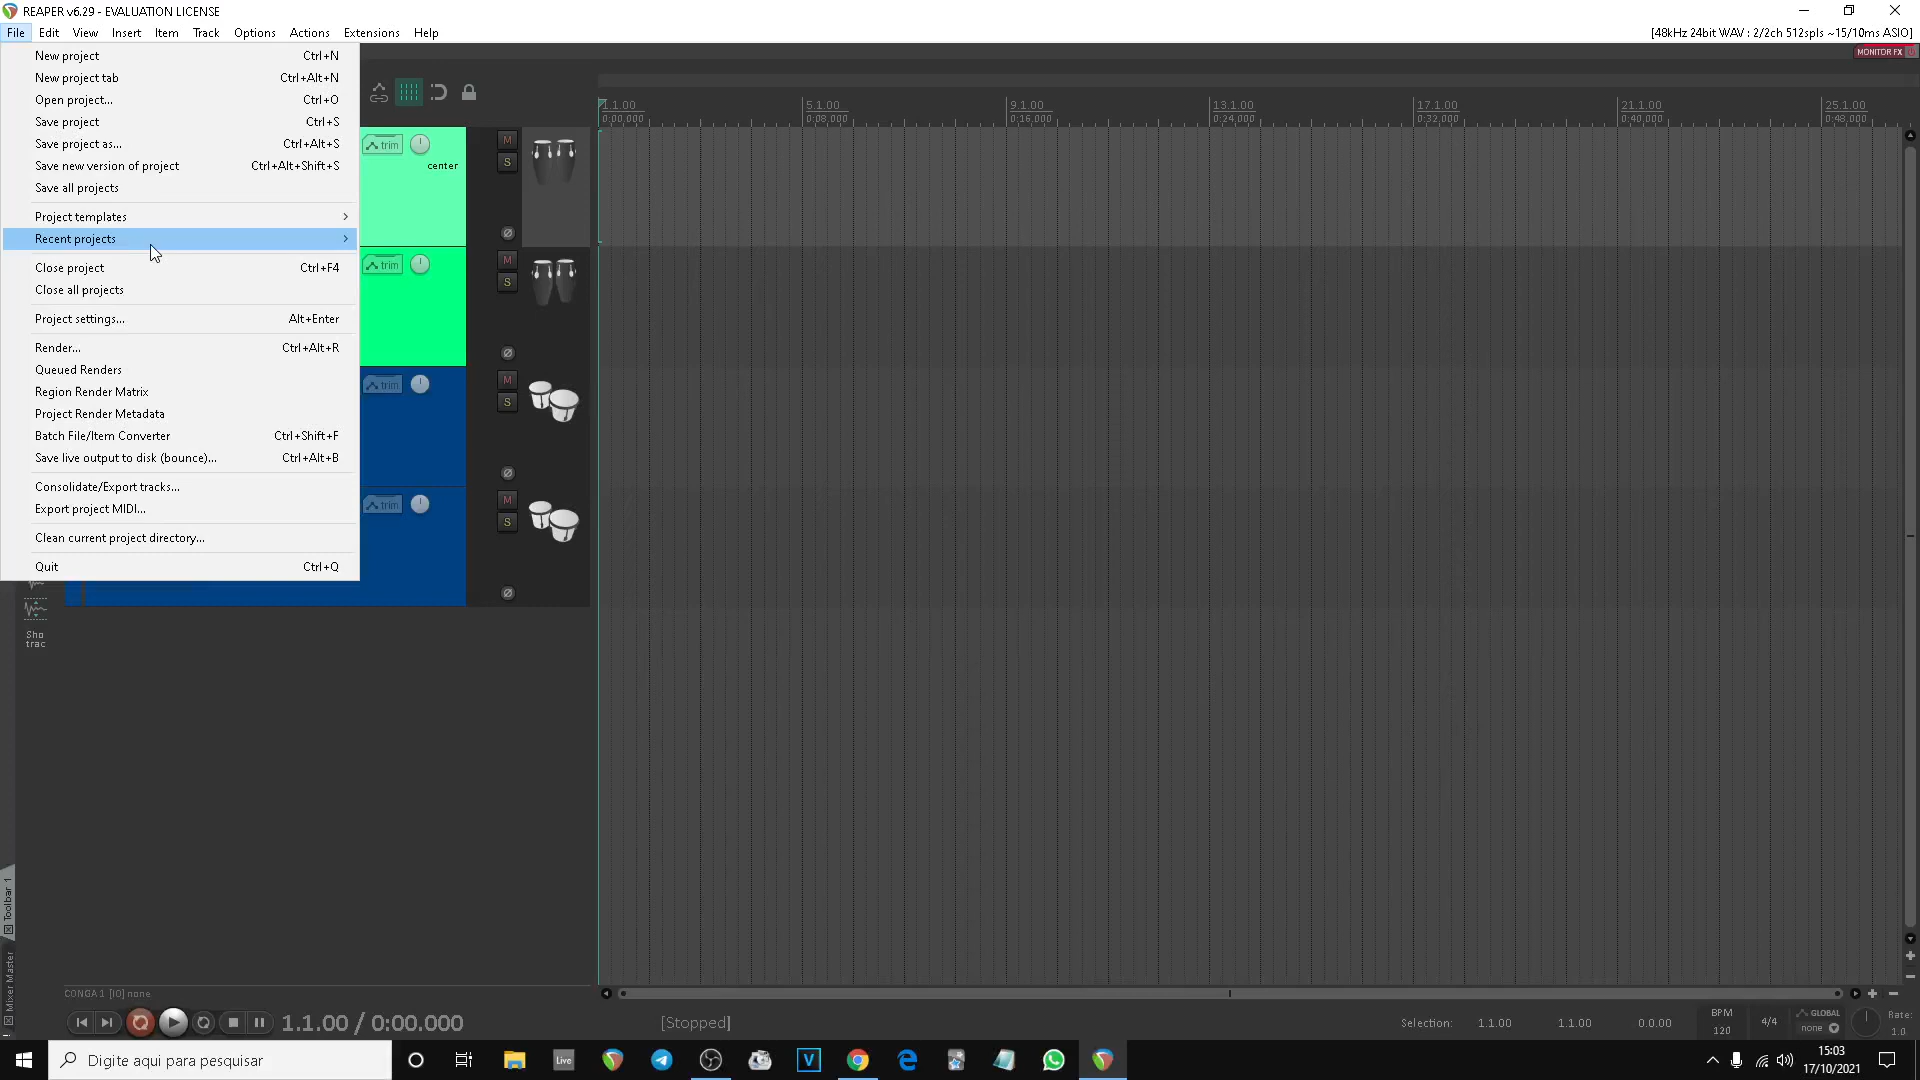 REAPER v6.29 - EVALUATION LICENSE
File Edit View Insert Item Track Options Actions Extensions Help
[48kHz 24bit WAV : 2/2ch 512spls ~15/10ms ASIO]
MONITOR FX
New project Ctrl+N
New project tab Ctrl+Alt+N
Open project... Ctrl+O
Save project Ctrl+S
Save project as... Ctrl+Alt+S
Save new version of project Ctrl+Alt+Shift+S
Save all projects
Project templates
Recent projects
Close project Ctrl+F4
Close all projects
Project settings... Alt+Enter
Render... Ctrl+Alt+R
Queued Renders
Region Render Matrix
Project Render Metadata
Batch File/Item Converter Ctrl+Shift+F
Save live output to disk (bounce)... Ctrl+Alt+B
Consolidate/Export tracks...
Export project MIDI...
Clean current project directory...
Quit Ctrl+Q
1.1.00 5.1.00 9.1.00 13.1.00 17.1.00 21.1.00 25.1.00
0:00.000 0:08.000 0:16.000 0:24.000 0:32.000 0:40.000 0:48.000
trim M
center S
trim M
S
trim M
S
trim M
S
Sho
trac
Toolbar 1
Mixer Master
CONGA 1 [IO] none
1.1.00 / 0:00.000 [Stopped] Selection: 1.1.00 1.1.00 0.0.00
BPM
120
4/4
GLOBAL
none
Rate:
1.0
Digite aqui para pesquisar
Live
V
15:03
17/10/2021